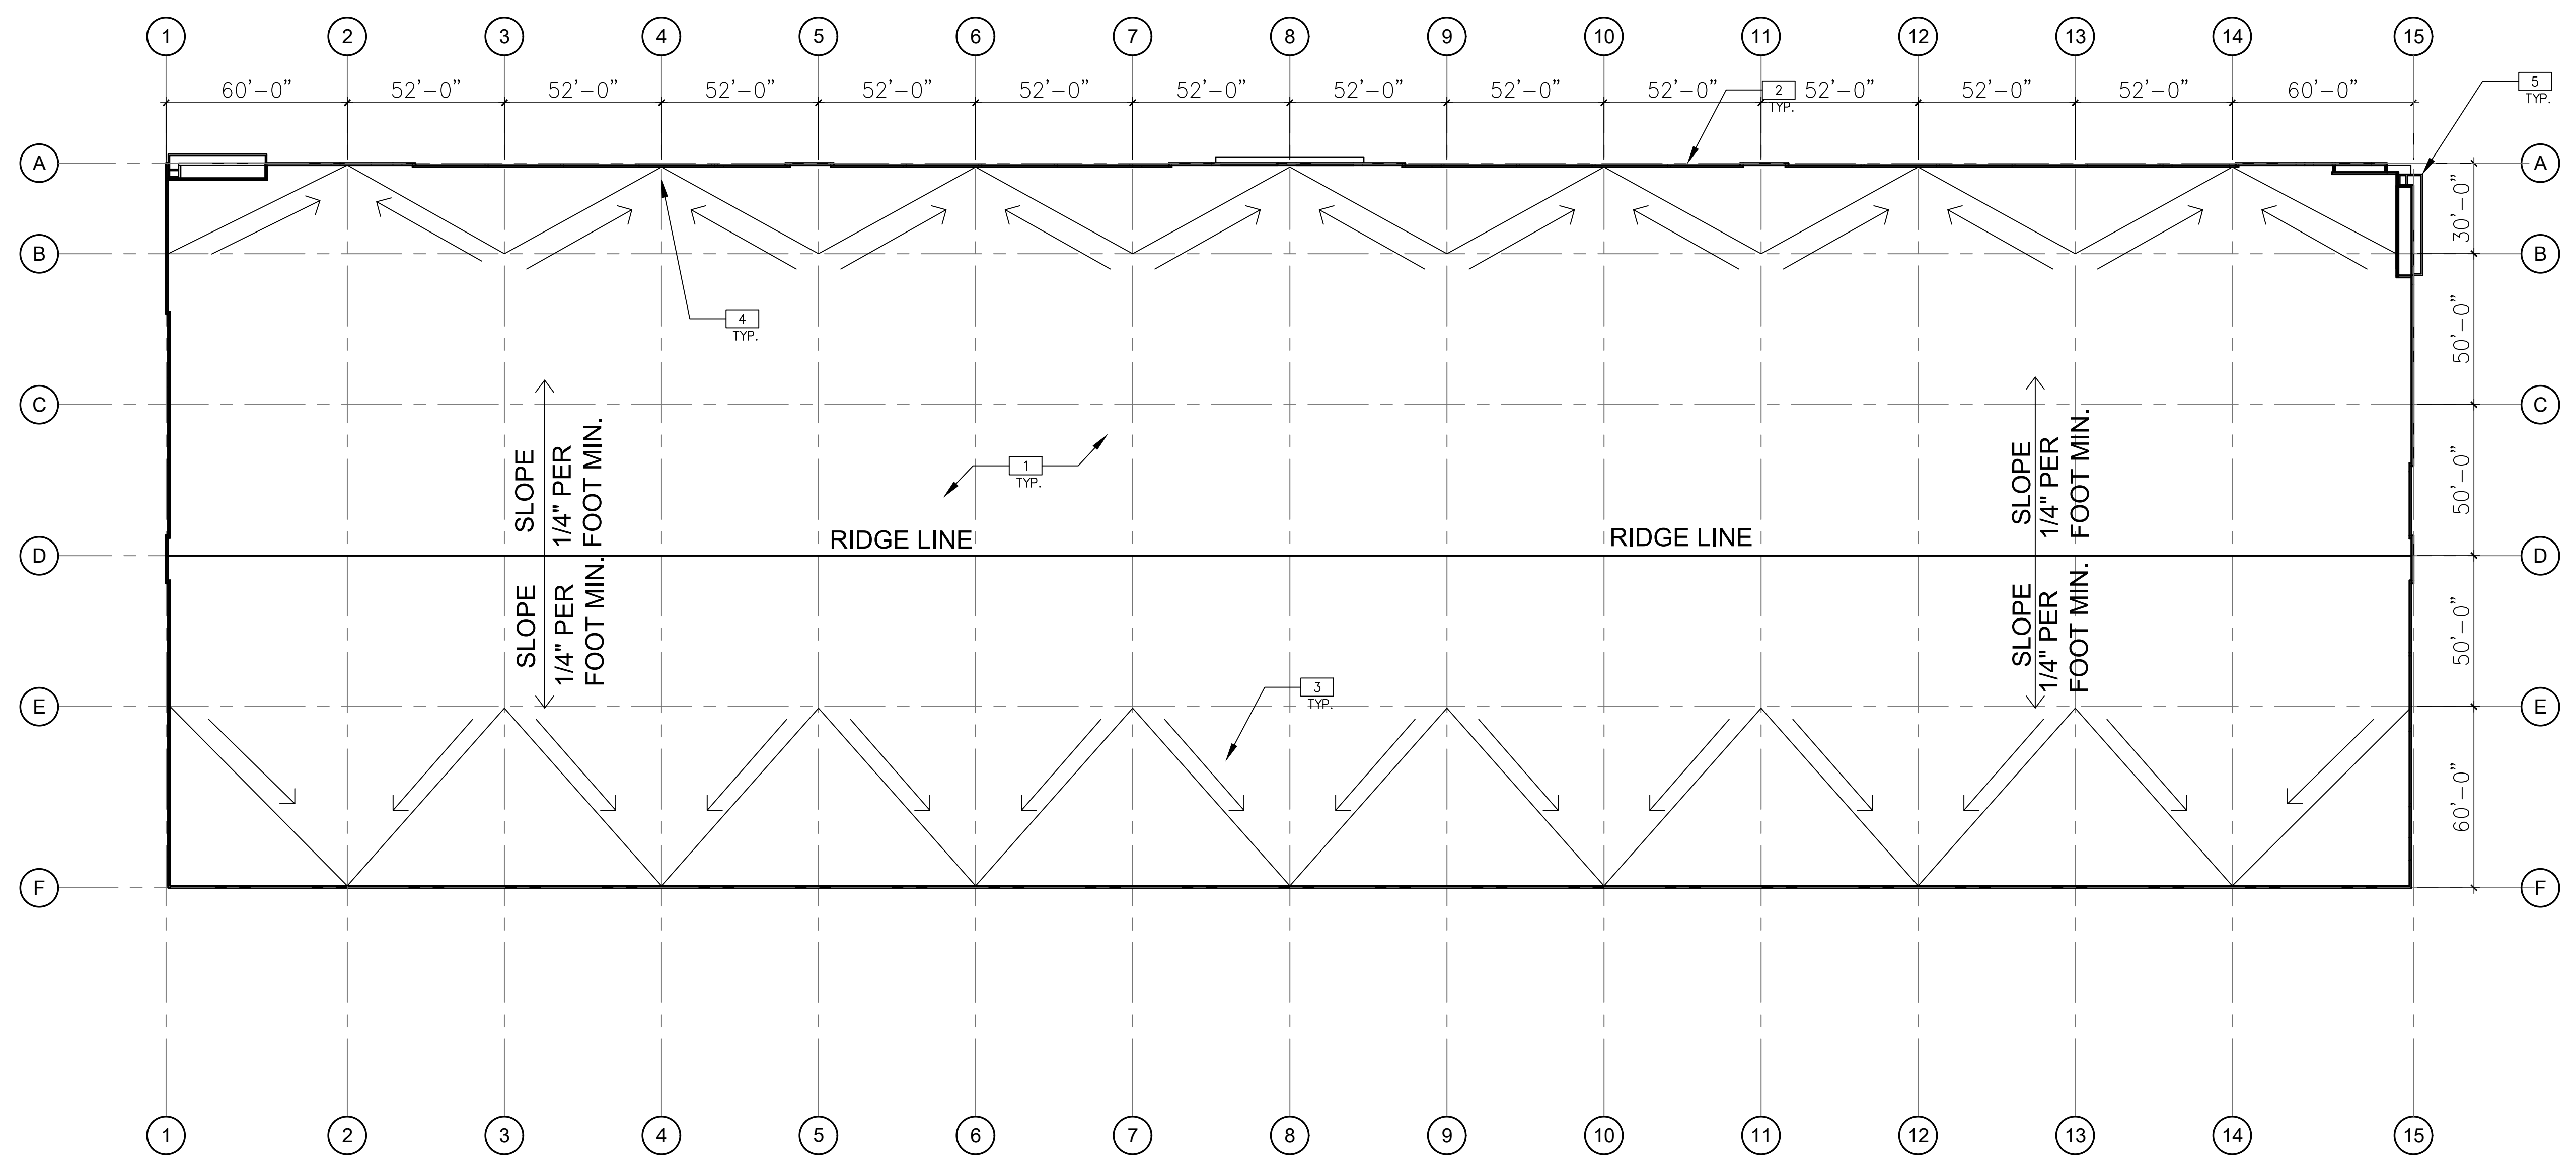 1 2 3 4 5 6 7 8 9 10 11 12 13 14 15
60'-0" 52'-0" 52'-0" 52'-0" 52'-0" 52'-0" 52'-0" 52'-0" 52'-0" 52'-0" 52'-0" 52'-0" 52'-0" 60'-0"
2
TYP.
5
TYP.
A A
30'-0"
B B
4
TYP.
50'-0"
C C
SLOPE
1/4" PER
FOOT MIN.
1
TYP.
SLOPE
1/4" PER
FOOT MIN.
50'-0"
RIDGE LINE RIDGE LINE
D D
SLOPE
1/4" PER
FOOT MIN.
SLOPE
1/4" PER
FOOT MIN.
50'-0"
3
TYP.
E E
60'-0"
F F
1 2 3 4 5 6 7 8 9 10 11 12 13 14 15